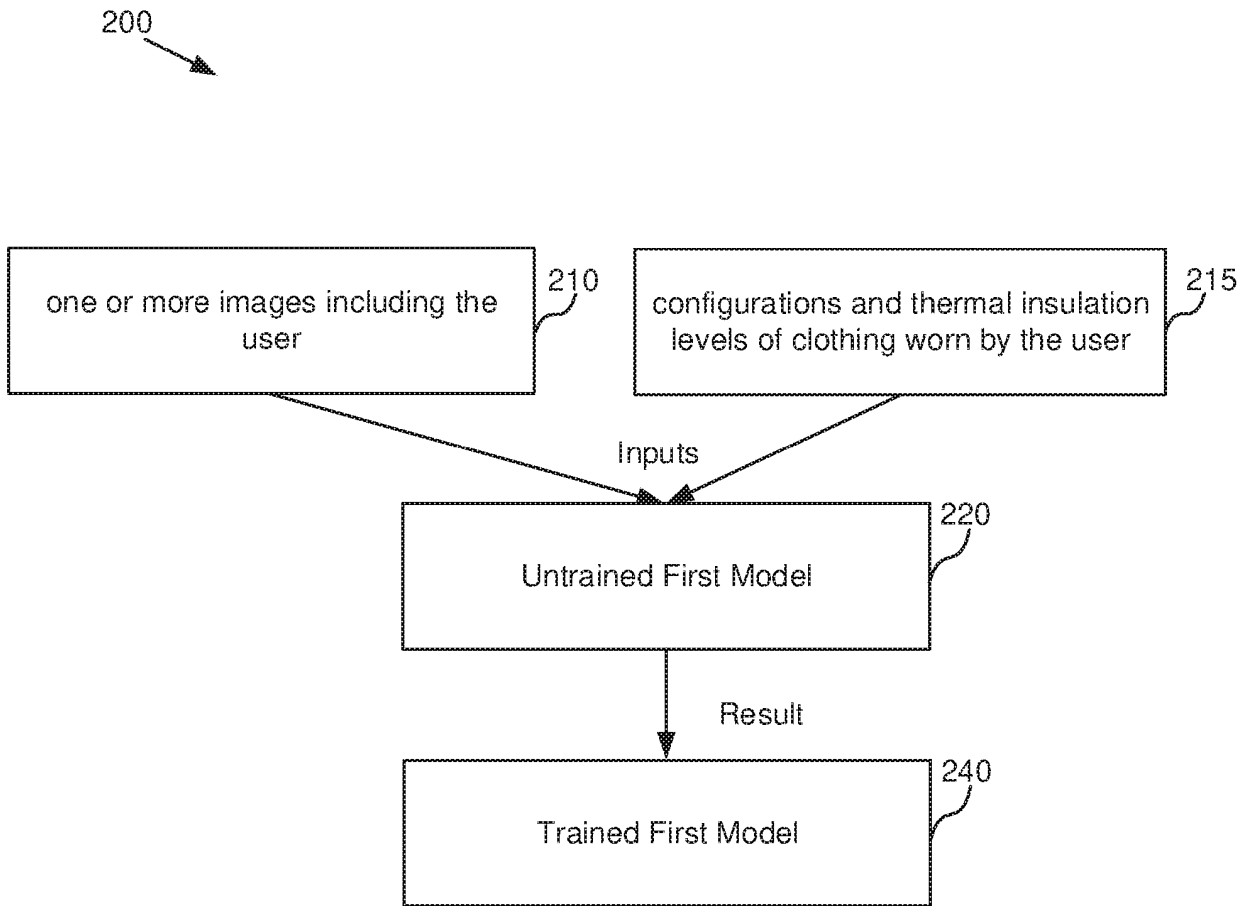 200
one or more images including the
user
210
configurations and thermal insulation
levels of clothing worn by the user
215
Inputs
Untrained First Model
220
Result
Trained First Model
240